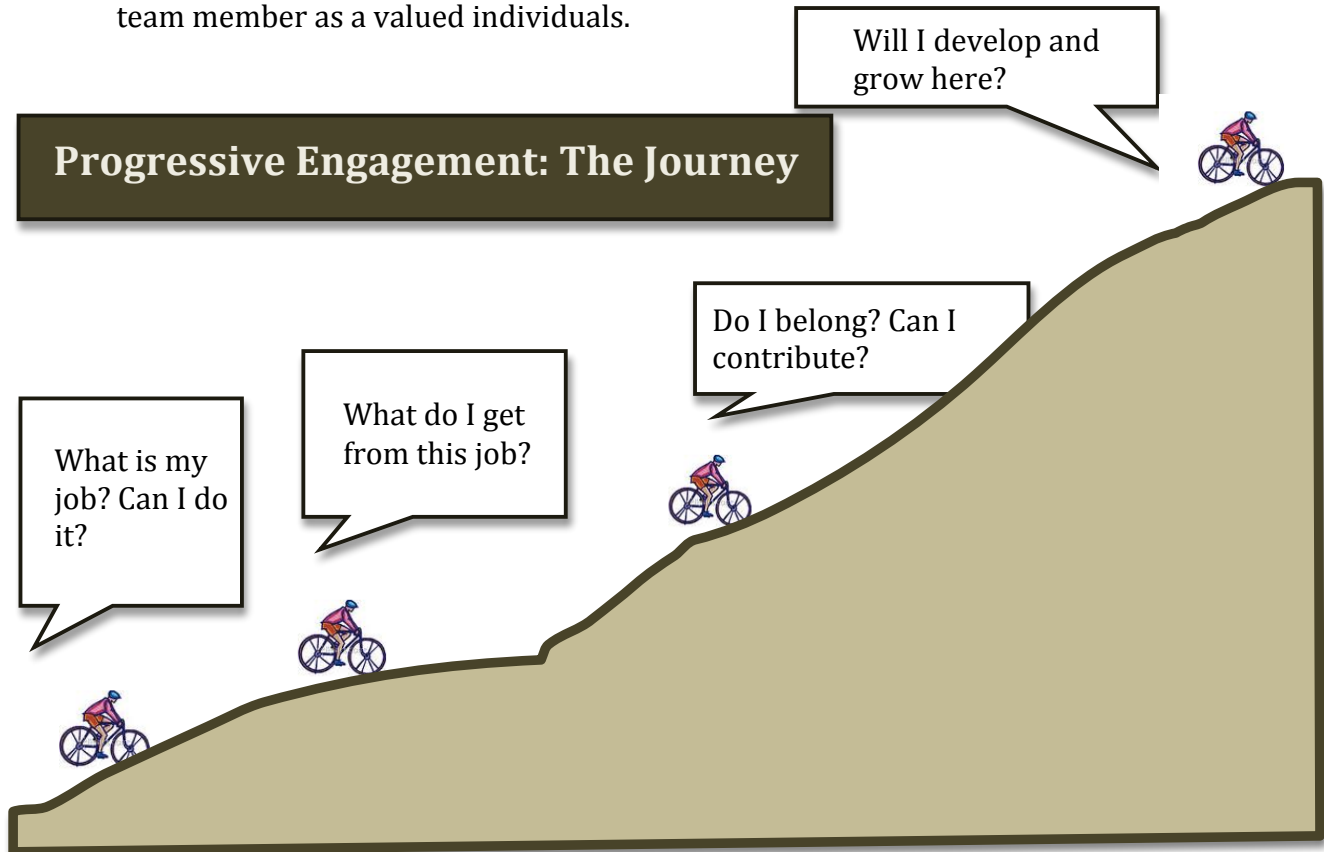 team member as a valued individuals.
Will I develop and
grow here?
Progressive Engagement: The Journey
Do I belong? Can I
contribute?
What do I get
from this job?
What is my
job? Can I do
it?